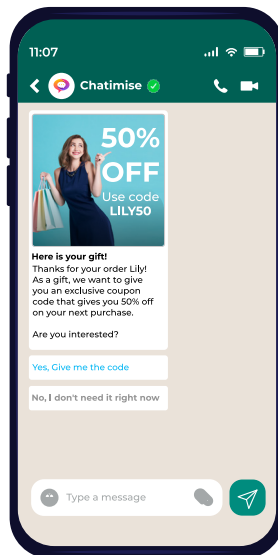 11:07
Chatimise
50%
OFF
Use code
LILY50
Here is your gift!
Thanks for your order Lily!
As a gift, we want to give
you an exclusive coupon
code that gives you 50% off
on your next purchase.
Are you interested?
Yes, Give me the code
No, I don't need it right now
Type a message